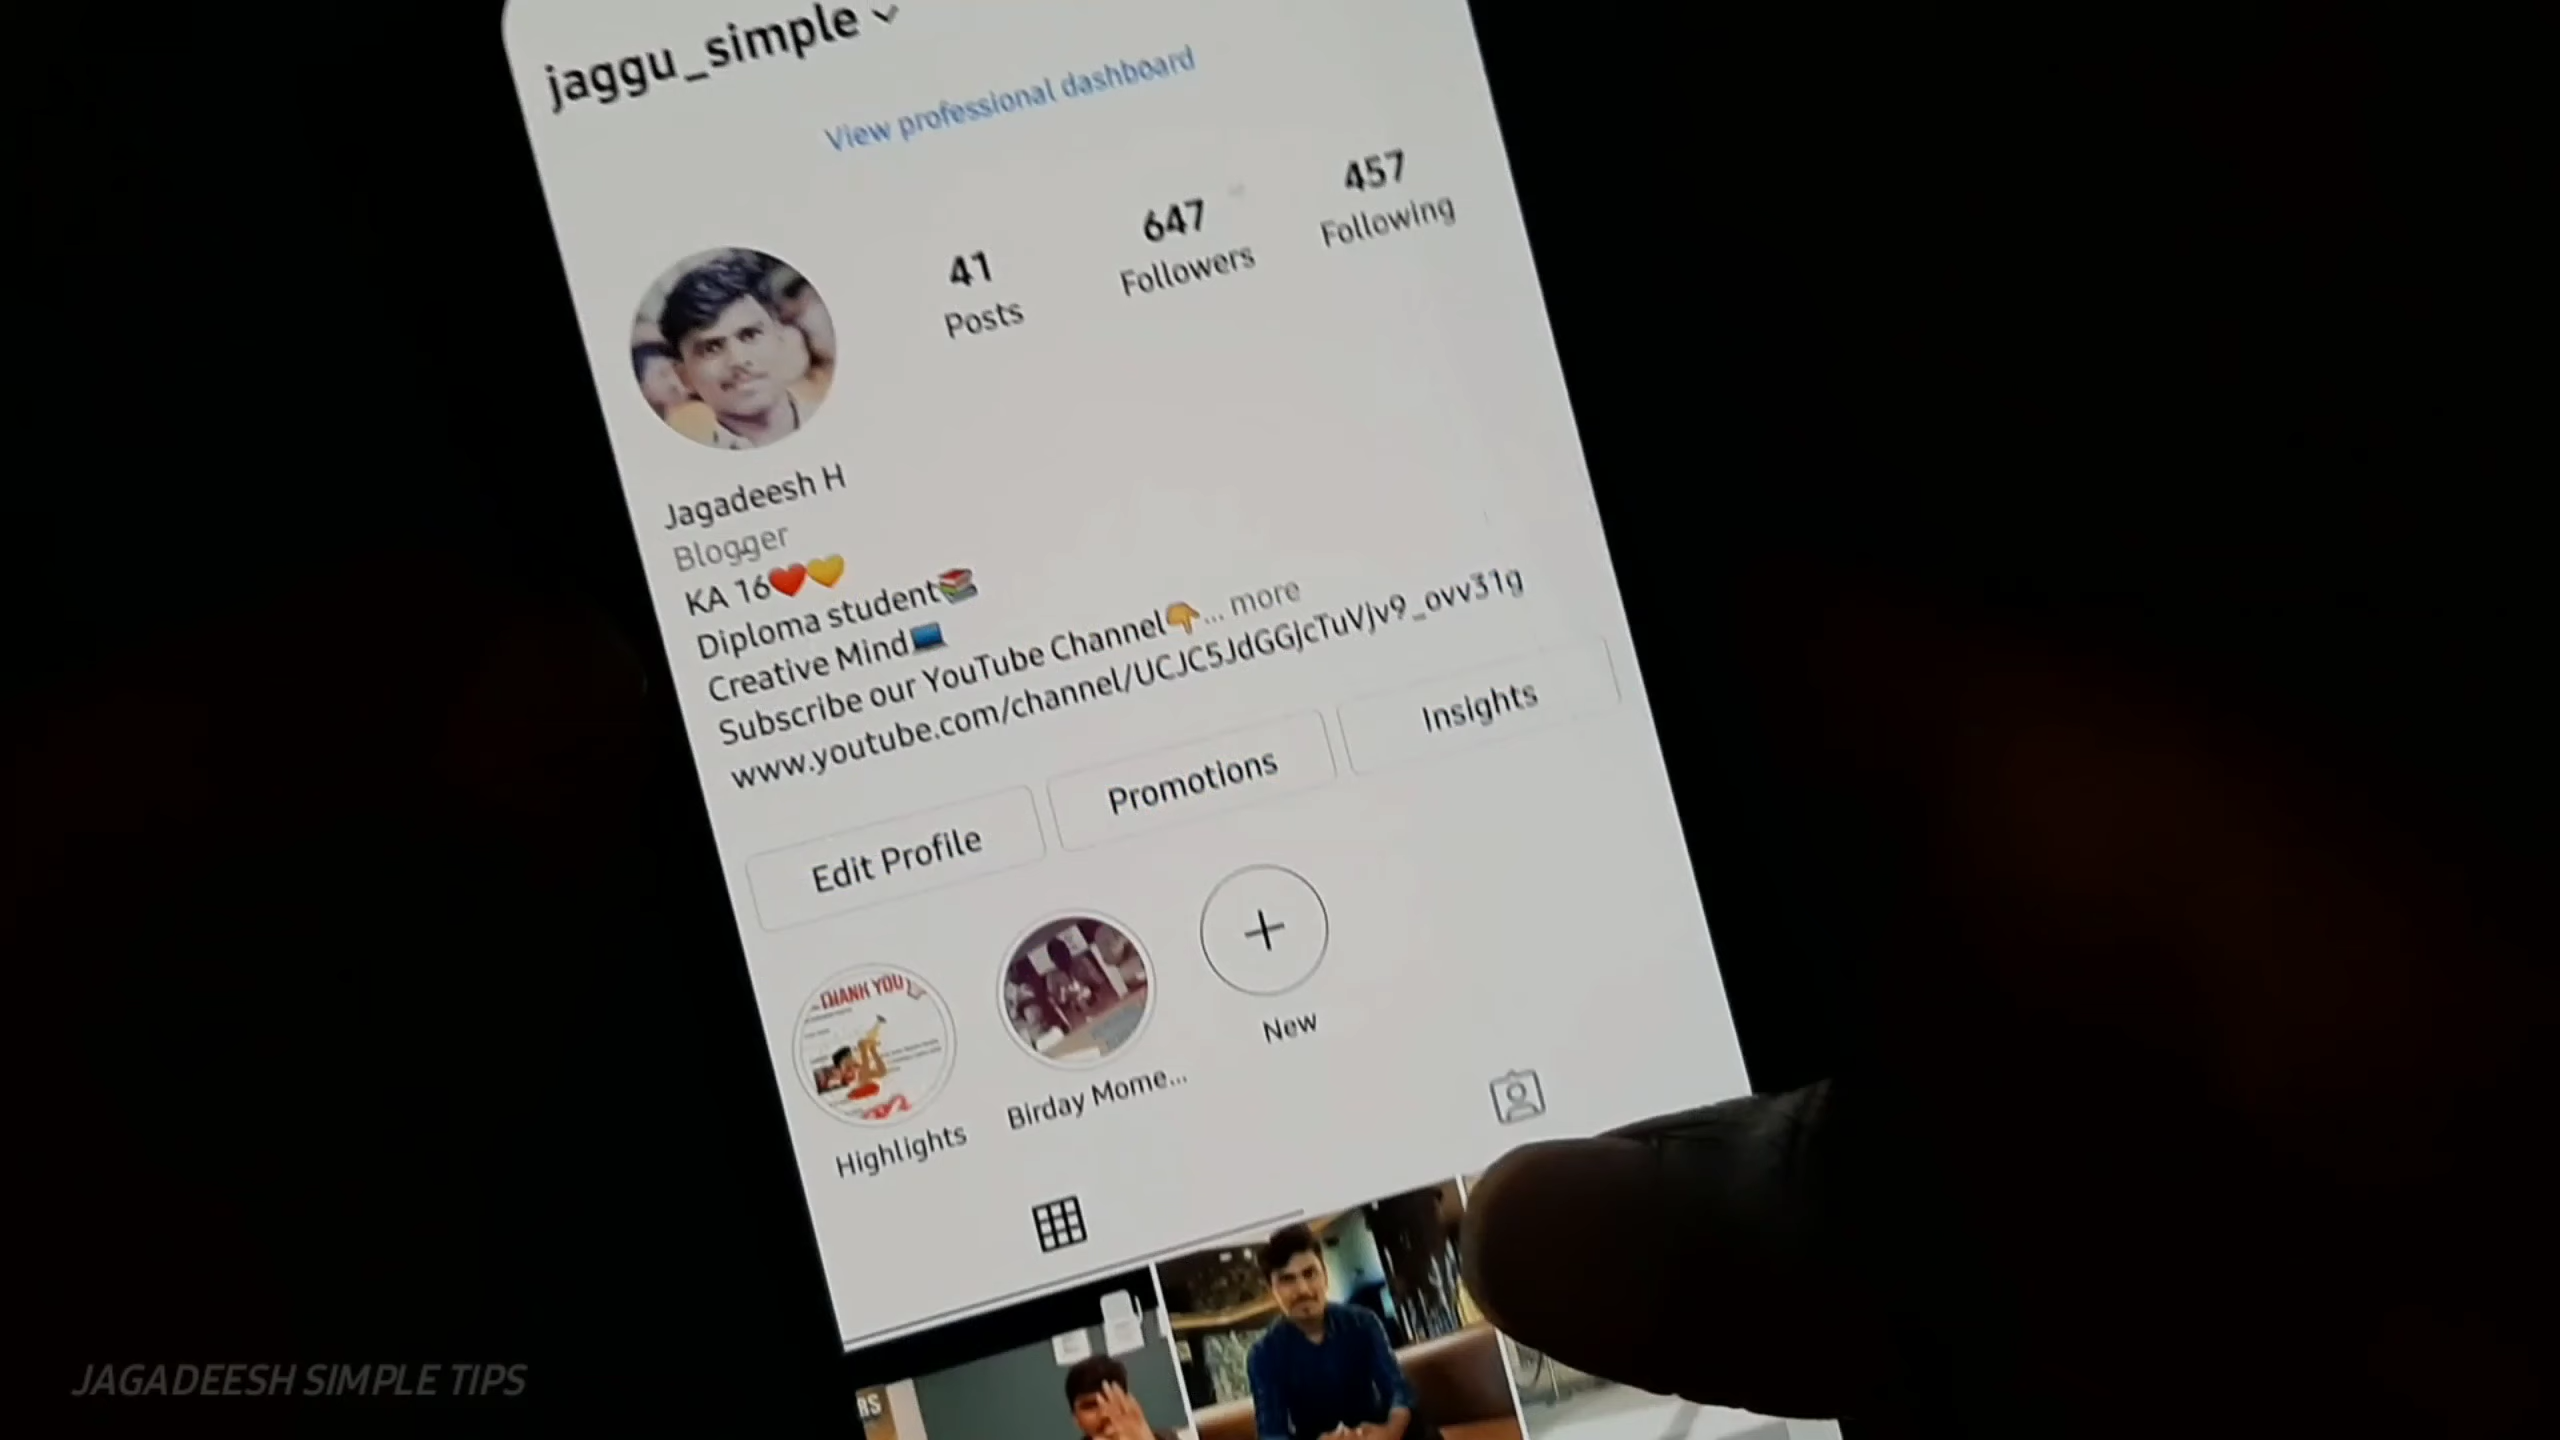 jaggu_simple
View professional dashboard
41
Posts
647
Followers
457
Following
Jagadeesh H
Blogger
KA 16❤️💛
Diploma student📚
Creative Mind💻
Subscribe our YouTube Channel👇... more
www.youtube.com/channel/UCJC5JdGGjcTuVjv9_ovv31g
Edit Profile
Promotions
Insights
THANK YOU
Highlights
Birday Mome...
New
RS
JAGADEESH SIMPLE TIPS